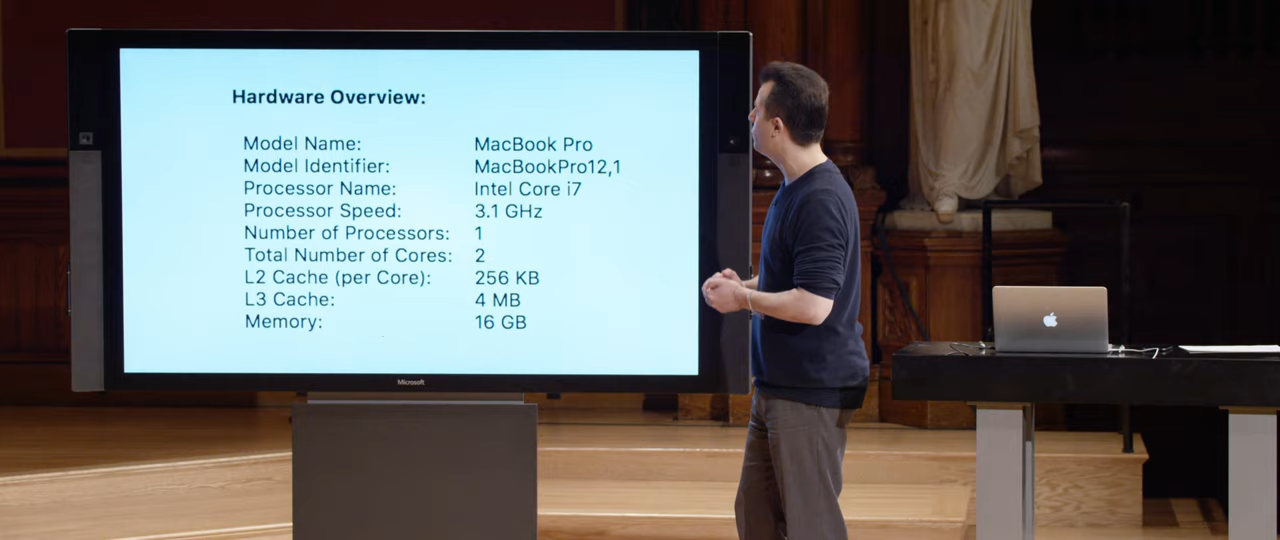 Hardware Overview:
Model Name: MacBook Pro
Model Identifier: MacBookPro12,1
Processor Name: Intel Core i7
Processor Speed: 3.1 GHz
Number of Processors: 1
Total Number of Cores: 2
L2 Cache (per Core): 256 KB
L3 Cache: 4 MB
Memory: 16 GB
Microsoft